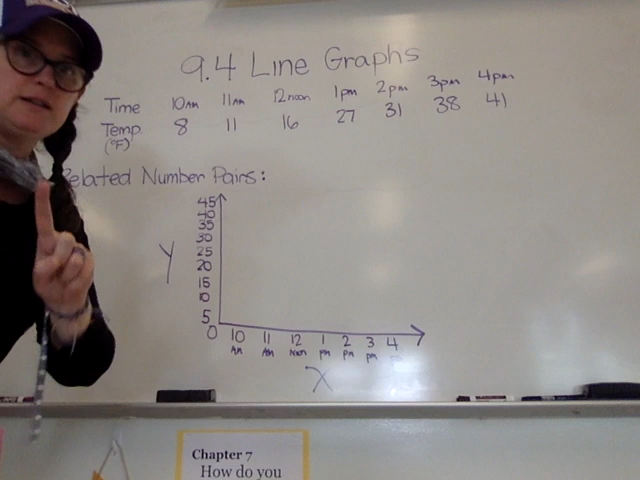 9.4 Line Graphs
Time 10AM 11AM 12noon 1pm 2pm 3pm 4pm
Temp. 8 11 16 27 31 38 41
(°F)
Related Number Pairs:
45
40
35
30
25
20
15
10
5
0
Y
10 11 12 1 2 3 4
AM AM Noon pm pm pm
X
Chapter 7
How do you